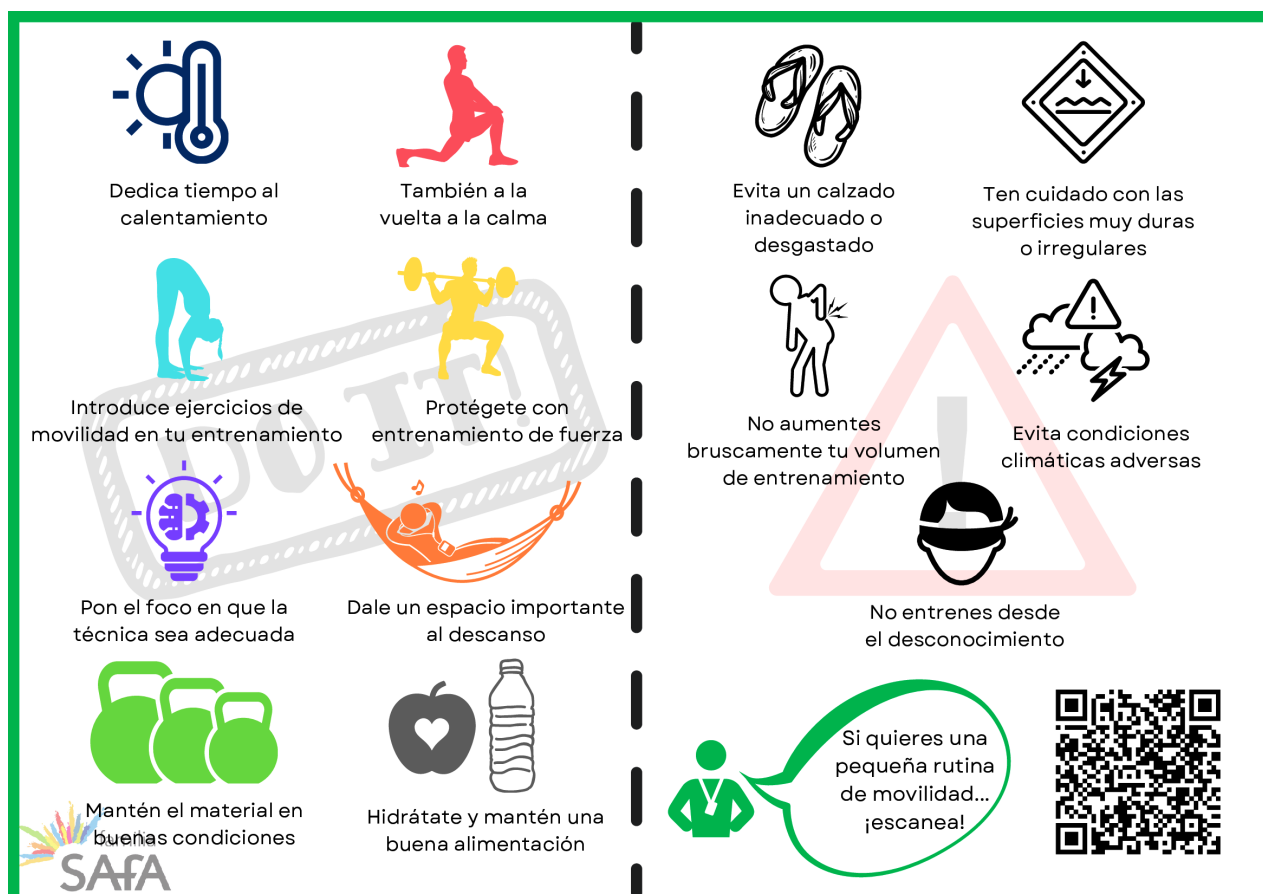 Dedica tiempo al
calentamiento
También a la
vuelta a la calma
Introduce ejercicios de
movilidad en tu entrenamiento
Protégete con
entrenamiento de fuerza
DO IT!
Pon el foco en que la
técnica sea adecuada
Dale un espacio importante
al descanso
Mantén el material en
buenas condiciones
Hidrátate y mantén una
buena alimentación
familia
SAfA
Evita un calzado
inadecuado o
desgastado
Ten cuidado con las
superficies muy duras
o irregulares
No aumentes
bruscamente tu volumen
de entrenamiento
Evita condiciones
climáticas adversas
No entrenes desde
el desconocimiento
Si quieres una
pequeña rutina
de movilidad...
¡escanea!